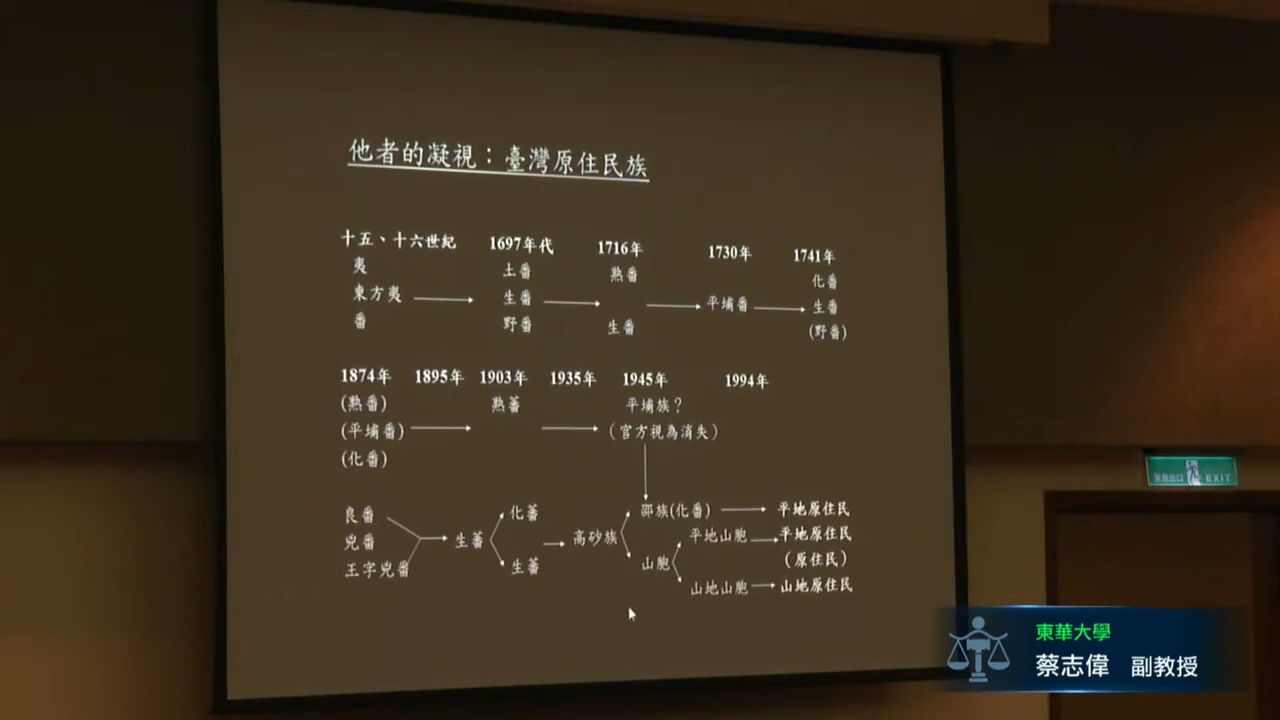 他者的凝視：臺灣原住民族
十五、十六世紀 1697年代 1716年 1730年 1741年
夷 土番 熟番 化番
東方夷 生番 平埔番 生番
番 野番 生番 (野番)
1874年 1895年 1903年 1935年 1945年 1994年
(熟番) 熟蕃 平埔族？
(平埔番) (官方視為消失)
(化番)
良番 化蕃 邵族(化番) 平地原住民
兇番 生蕃 高砂族 平地山胞 平地原住民
(原住民)
王字兇番 生蕃 山胞 山地山胞 山地原住民
緊急出口 EXIT
東華大學
蔡志偉 副教授